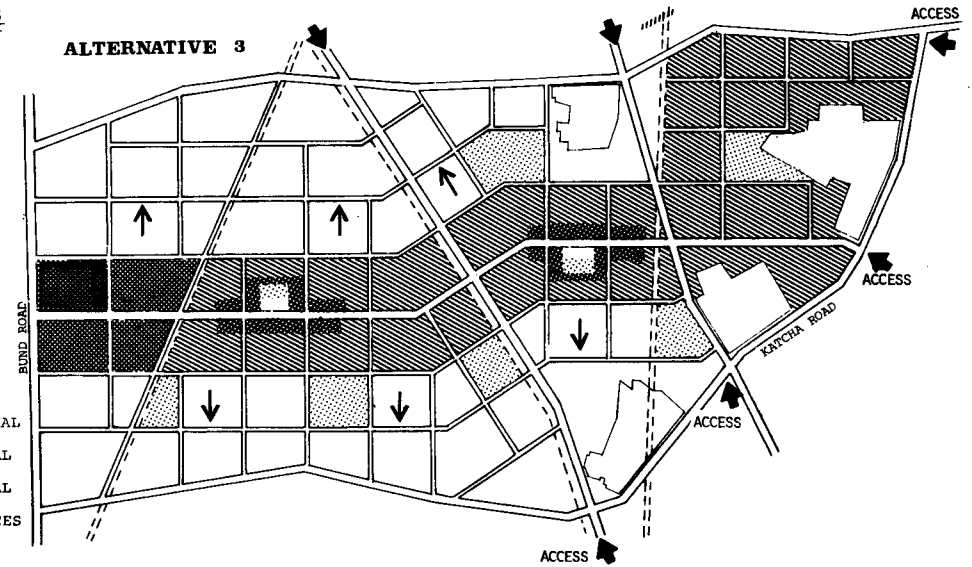 ACCESS
ALTERNATIVE 3
ACCESS
BUND ROAD
KATCHA ROAD
ACCESS
ACCESS